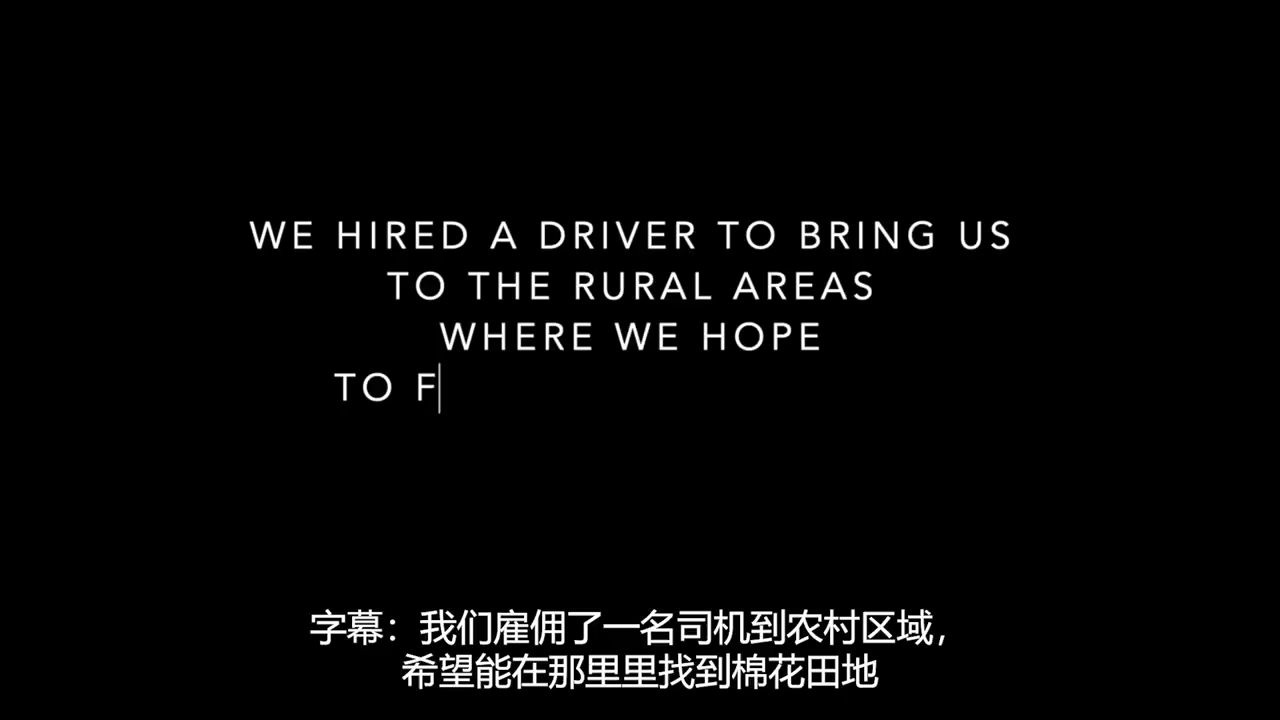 WE HIRED A DRIVER TO BRING US
TO THE RURAL AREAS
WHERE WE HOPE
TO F
字幕：我们雇佣了一名司机到农村区域，
希望能在那里里找到棉花田地